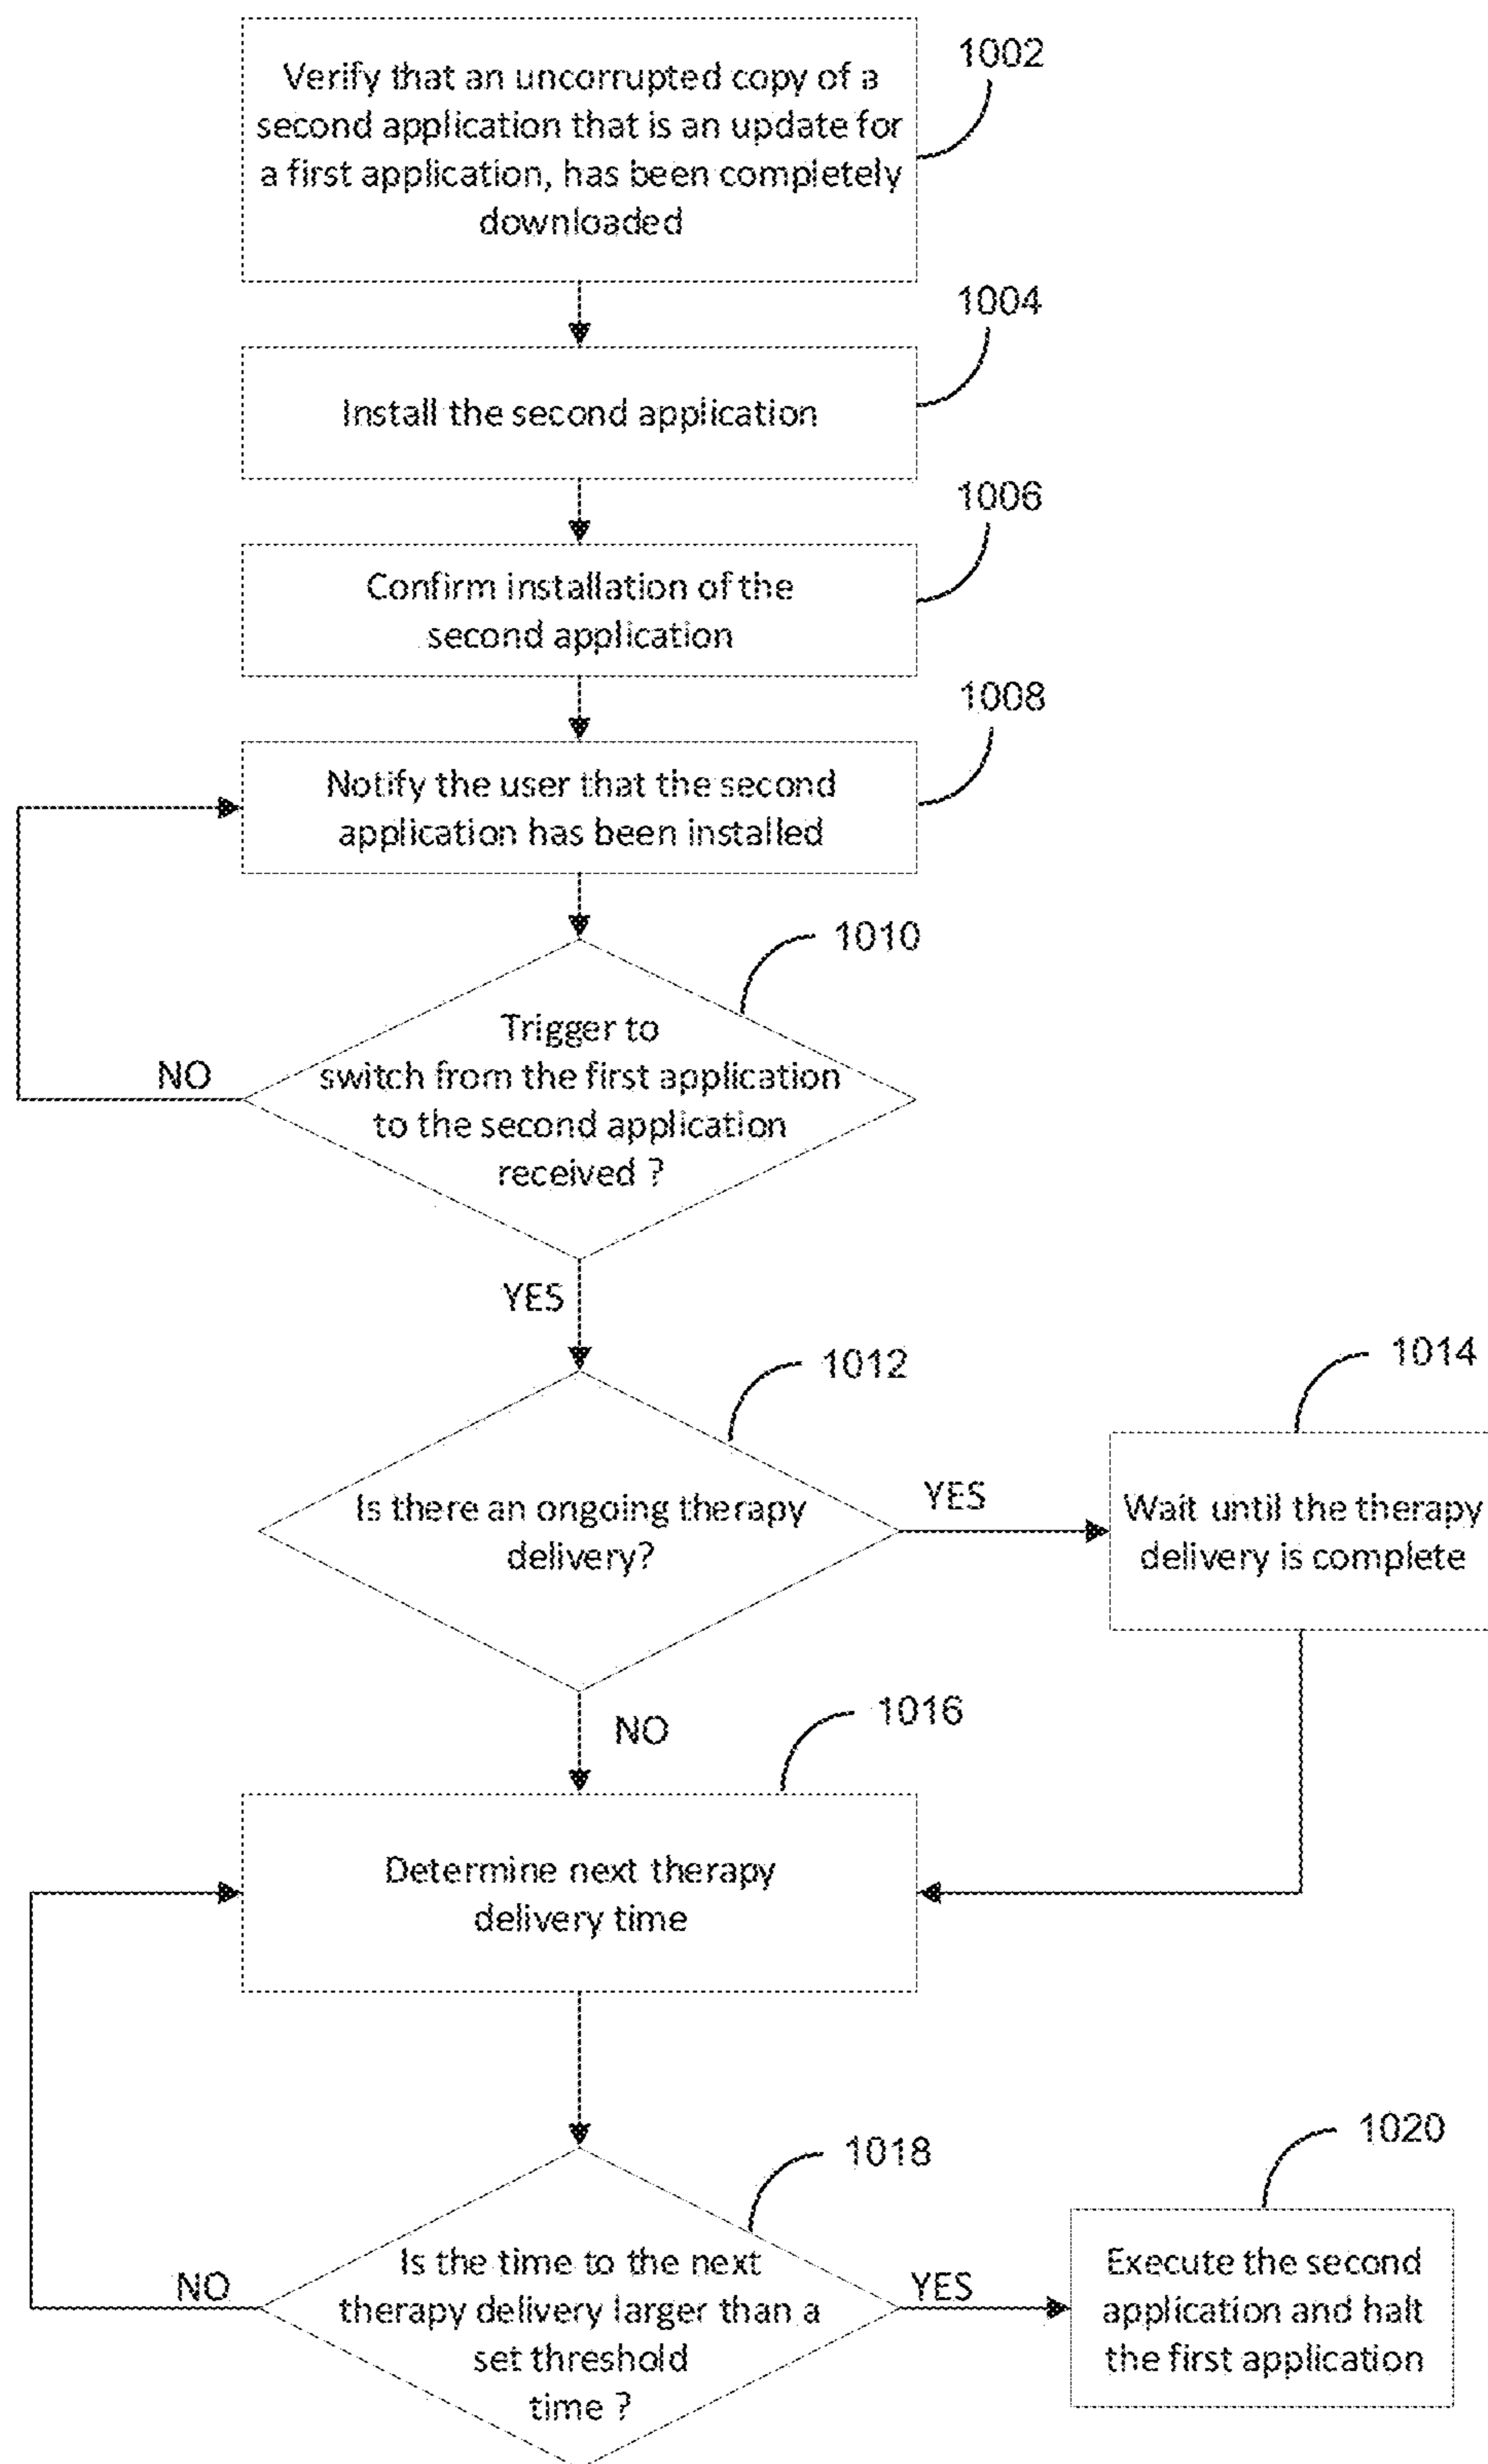 Verify that an uncorrupted copy of a
second application that is an update for
a first application, has been completely
downloaded
1002
Install the second application
1004
Confirm installation of the
second application
1006
Notify the user that the second
application has been installed
1008
Trigger to
switch from the first application
to the second application
received ?
1010
NO
YES
Is there an ongoing therapy
delivery?
1012
YES
Wait until the therapy
delivery is complete
1014
NO
Determine next therapy
delivery time
1016
Is the time to the next
therapy delivery larger than a
set threshold
time ?
1018
NO
YES
Execute the second
application and halt
the first application
1020